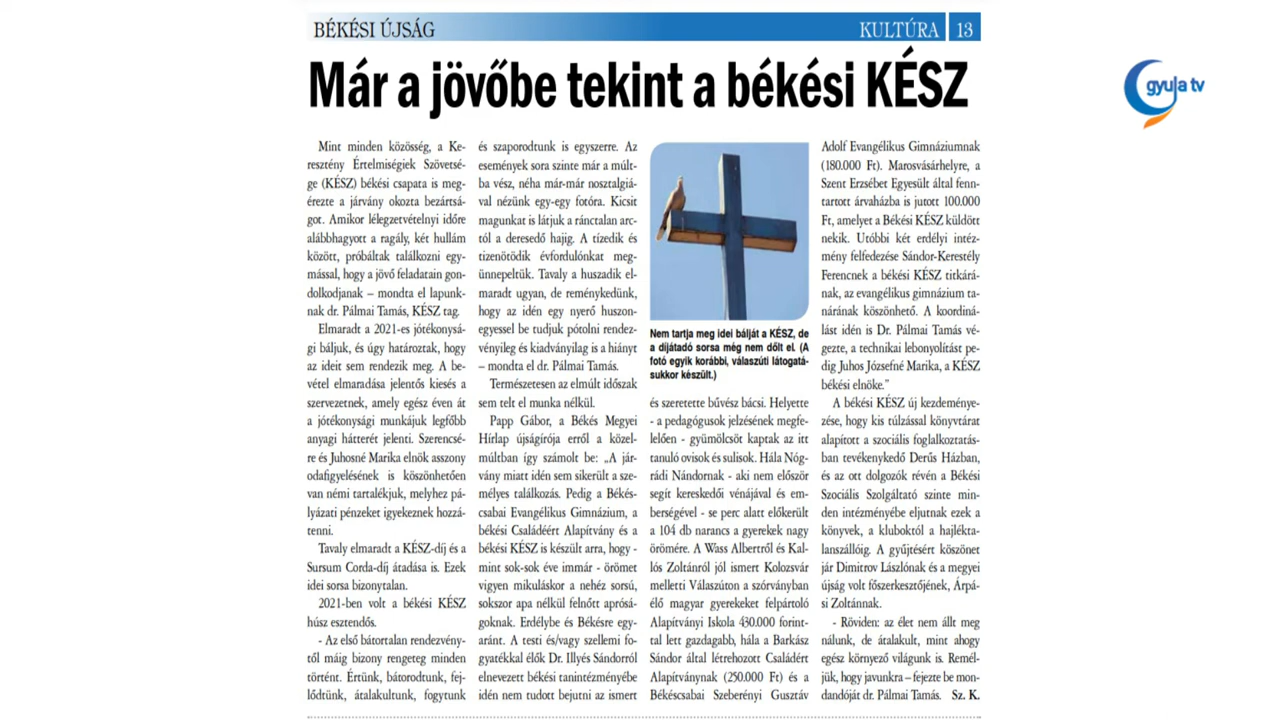 BÉKÉSI ÚJSÁG
KULTÚRA 13
gyula tv
Már a jövőbe tekint a békési KÉSZ
Mint minden közösség, a Ke-
resztény Értelmiségiek Szövetsé-
ge (KÉSZ) békési csapata is meg-
érezte a járvány okozta bezártsá-
got. Amikor lélegzetvételnyi időre
alábbhagyott a ragály, két hullám
között, próbáltak találkozni egy-
mással, hogy a jövő feladatain gon-
dolkodjanak – mondta el lapunk-
nak dr. Pálmai Tamás, KÉSZ tag.
Elmaradt a 2021-es jótékonysá-
gi báljuk, és úgy határoztak, hogy
az ideit sem rendezik meg. A be-
vétel elmaradása jelentős kiesés a
szervezetnek, amely egész éven át
a jótékonysági munkájuk legfőbb
anyagi hátterét jelenti. Szerencsé-
re és Juhosné Marika elnök asszony
odafigyelésének is köszönhetően
van némi tartalékjuk, melyhez pá-
lyázati pénzeket igyekeznek hozzá-
tenni.
Tavaly elmaradt a KÉSZ-díj és a
Sursum Corda-díj átadása is. Ezek
idei sorsa bizonytalan.
2021-ben volt a békési KÉSZ
húsz esztendős.
- Az első bátortalan rendezvény-
től máig bizony rengeteg minden
történt. Értünk, bátorodtunk, fej-
lődtünk, átalakultunk, fogytunk
és szaporodtunk is egyszerre. Az
események sora szinte már a múlt-
ba vész, néha már-már nosztalgiá-
val nézünk egy-egy fotóra. Kicsit
magunkat is látjuk a ránctalan arc-
tól a deresedő hajig. A tízedik és
tizenötödik évfordulónkat meg-
ünnepeltük. Tavaly a huszadik el-
maradt ugyan, de reménykedünk,
hogy az idén egy nyerő huszon-
egyessel be tudjuk pótolni rendez-
vényileg és kiadványilag is a hiányt
– mondta el dr. Pálmai Tamás.
Természetesen az elmúlt időszak
sem telt el munka nélkül.
Papp Gábor, a Békés Megyei
Hírlap újságírója erről a közel-
múltban így számolt be: „A jár-
vány miatt idén sem sikerült a sze-
mélyes találkozás. Pedig a Békés-
csabai Evangélikus Gimnázium, a
békési Családéért Alapítvány és a
békési KÉSZ is készült arra, hogy -
mint sok-sok éve immár - örömet
vigyen mikuláskor a nehéz sorsú,
sokszor apa nélkül felnőtt apróság-
oknak. Erdélybe és Békésre egy-
aránt. A testi és/vagy szellemi fo-
gyatékkal élők Dr. Illyés Sándorról
elnevezett békési tanintézményébe
idén nem tudott bejutni az ismert
Nem tartja meg idei bálját a KÉSZ, de
a díjátadó sorsa még nem dőlt el. (A
fotó egyik korábbi, válaszúti látogatá-
sukkor készült.)
és szeretette bűvész bácsi. Helyette
- a pedagógusok jelzésének megfe-
lelően - gyümölcsöt kaptak az itt
tanuló ovisok és sulisok. Hála Nóg-
rádi Nándornak - aki nem először
segít kereskedői vénájával és em-
berségével - se perc alatt előkerült
a 104 db narancs a gyerekek nagy
örömére. A Wass Albertről és Kal-
lós Zoltánról jól ismert Kolozsvár
melletti Válaszúton a szórványban
élő magyar gyerekeket felpártoló
Alapítványi Iskola 430.000 forint-
tal lett gazdagabb, hála a Barkász
Sándor által létrehozott Családért
Alapítványnak (250.000 Ft) és a
Békéscsabai Szeberényi Gusztáv
Adolf Evangélikus Gimnáziumnak
(180.000 Ft). Marosvásárhelyre, a
Szent Erzsébet Egyesült által fenn-
tartott árvaházba is jutott 100.000
Ft, amelyet a Békési KÉSZ küldött
nekik. Utóbbi két erdélyi intéz-
mény felfedezése Sándor-Kerestély
Ferencnek a békési KÉSZ titkárá-
nak, az evangélikus gimnázium ta-
nárának köszönhető. A koordiná-
lást idén is Dr. Pálmai Tamás vé-
gezte, a technikai lebonyolítást pe-
dig Juhos Józsefné Marika, a KÉSZ
békési elnöke.”
A békési KÉSZ új kezdeménye-
zése, hogy kis túlzással könyvtárat
alapított a szociális foglalkoztatás-
ban tevékenykedő Derűs Házban,
és az ott dolgozók révén a Békési
Szociális Szolgáltató szinte min-
den intézményébe eljutnak ezek a
könyvek, a kluboktól a hajlékta-
lanszállóig. A gyűjtésért köszönet
jár Dimitrov Lászlónak és a megyei
újság volt főszerkesztőjének, Árpá-
si Zoltánnak.
- Röviden: az élet nem állt meg
nálunk, de átalakult, mint ahogy
egész környező világunk is. Remél-
jük, hogy javunkra – fejezte be mon-
dandóját dr. Pálmai Tamás. Sz. K.